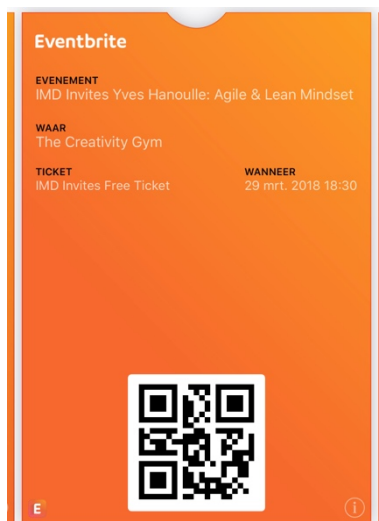 Eventbrite
EVENEMENT
IMD Invites Yves Hanoulle: Agile & Lean Mindset
WAAR
The Creativity Gym
TICKET
WANNEER
IMD Invites Free Ticket
29 mrt. 2018 18:30
E
i